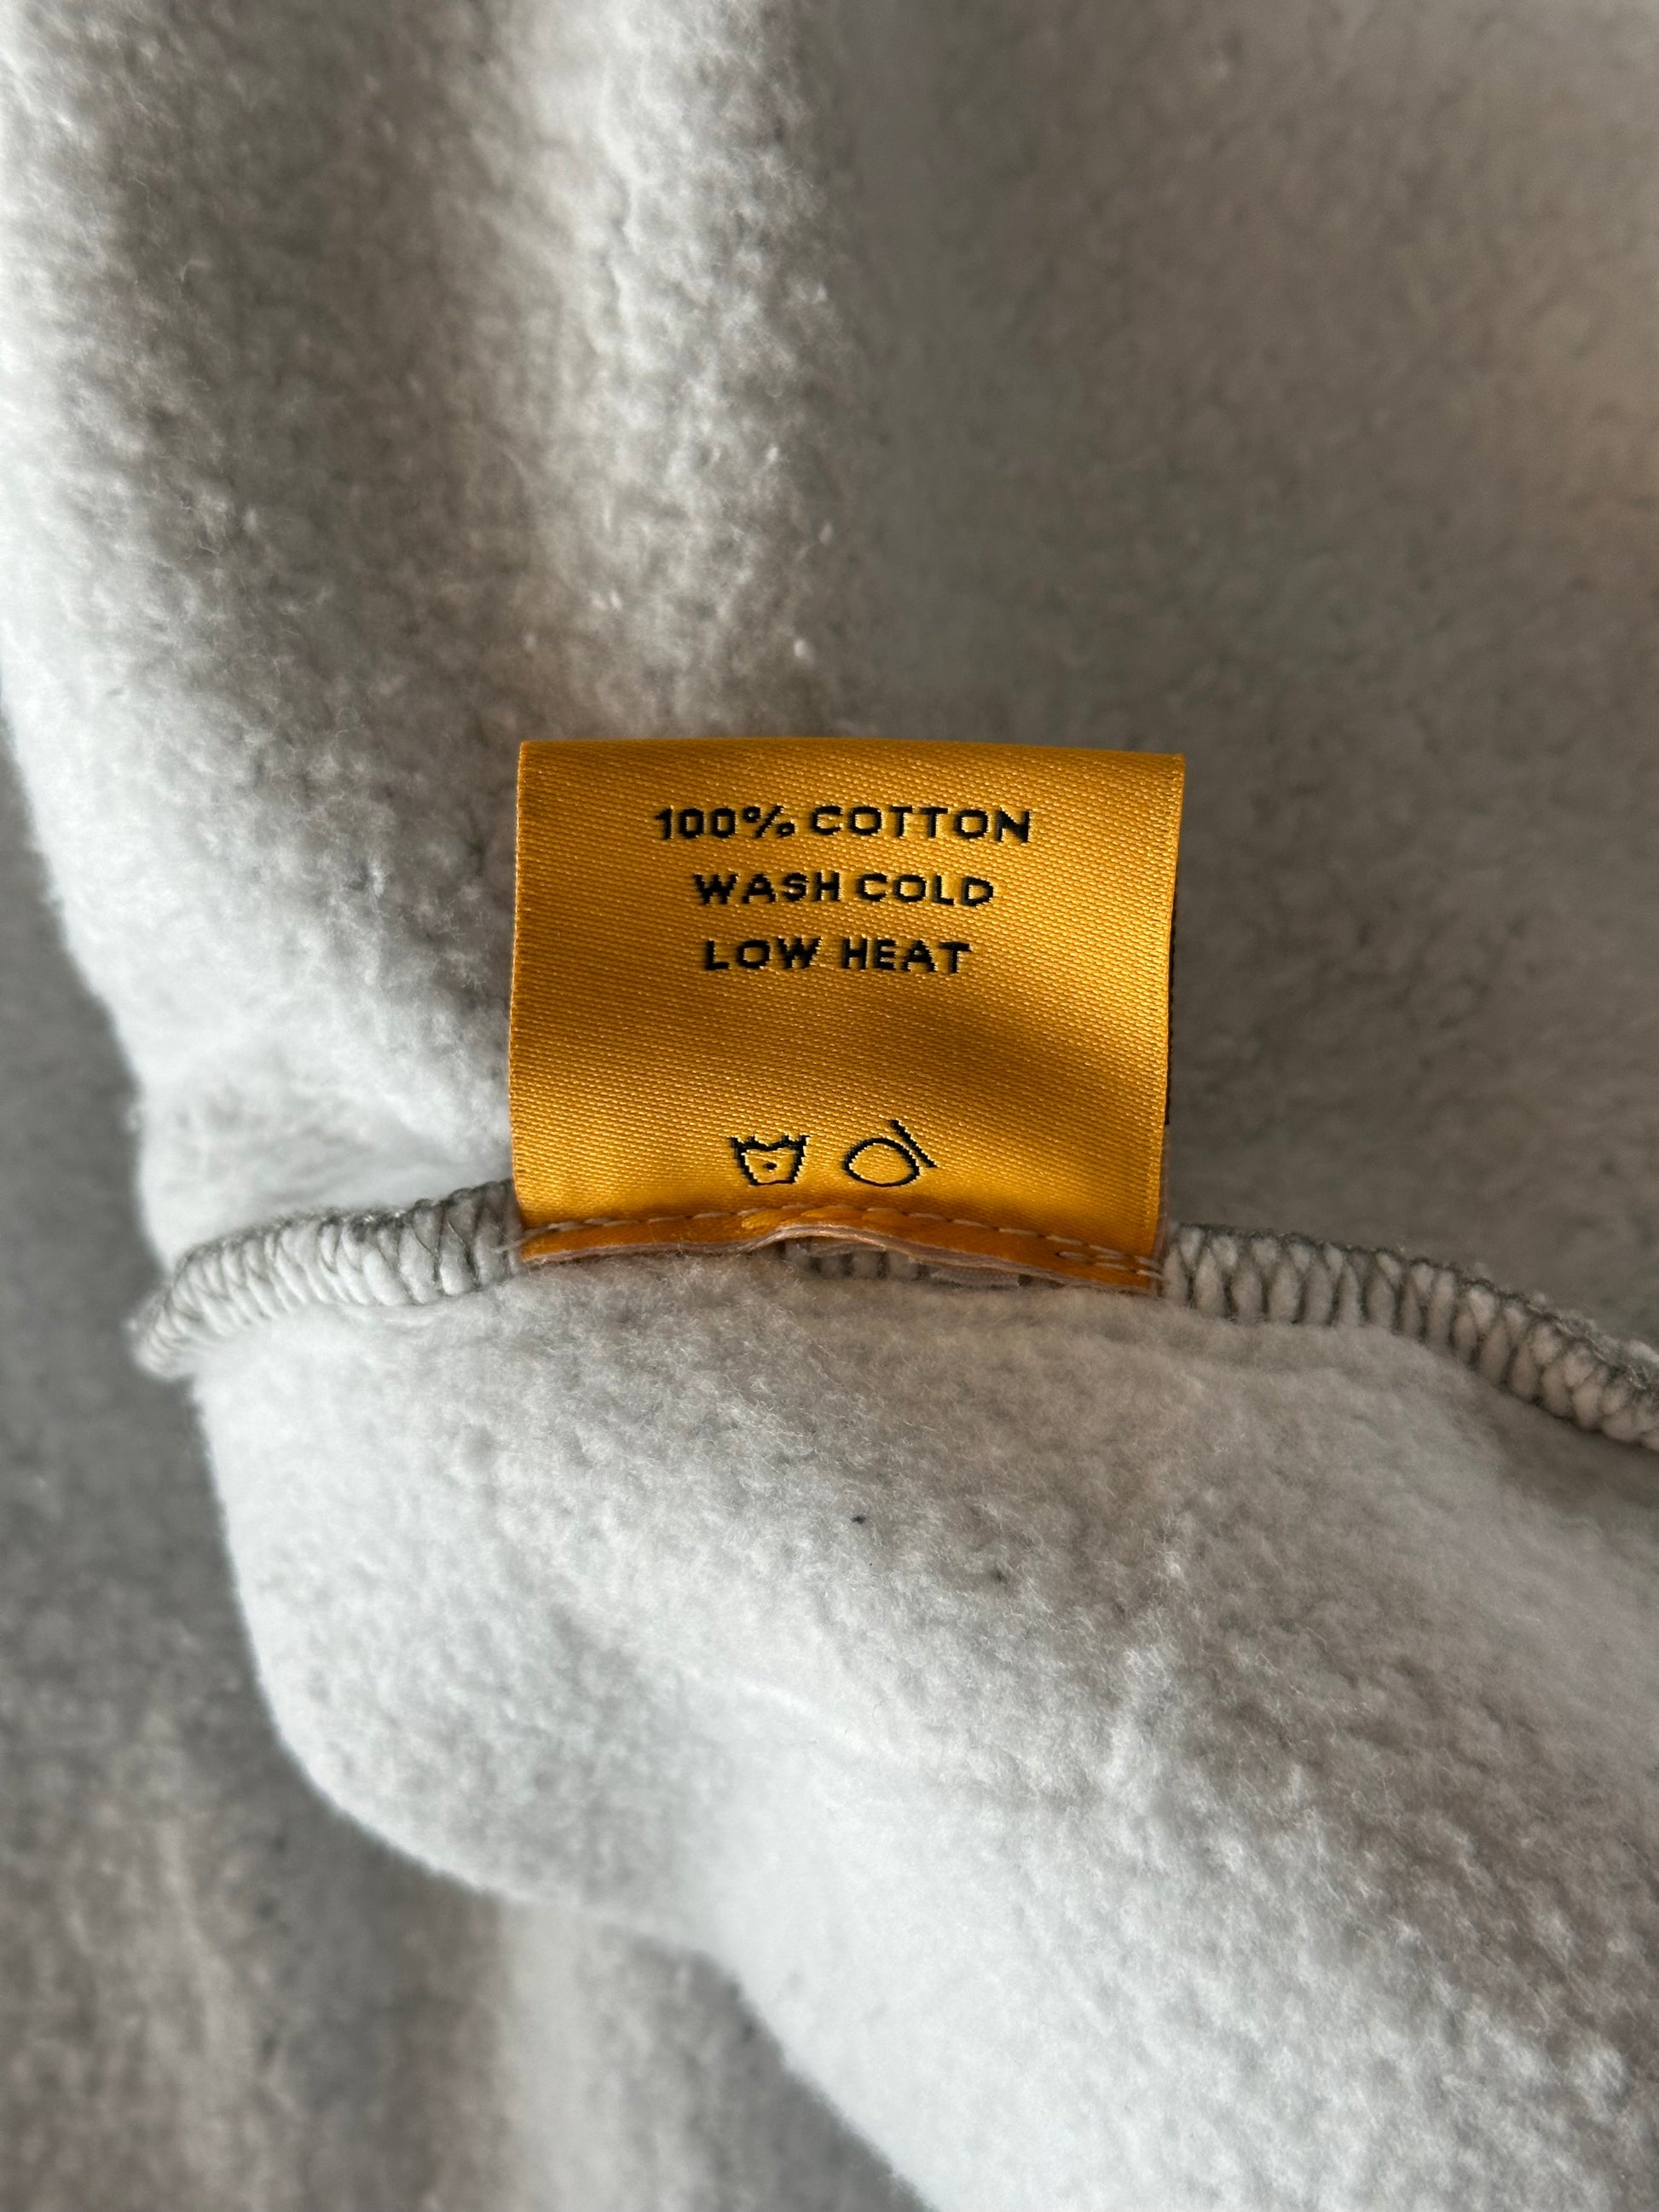 100% COTTON
WASH COLD
LOW HEAT